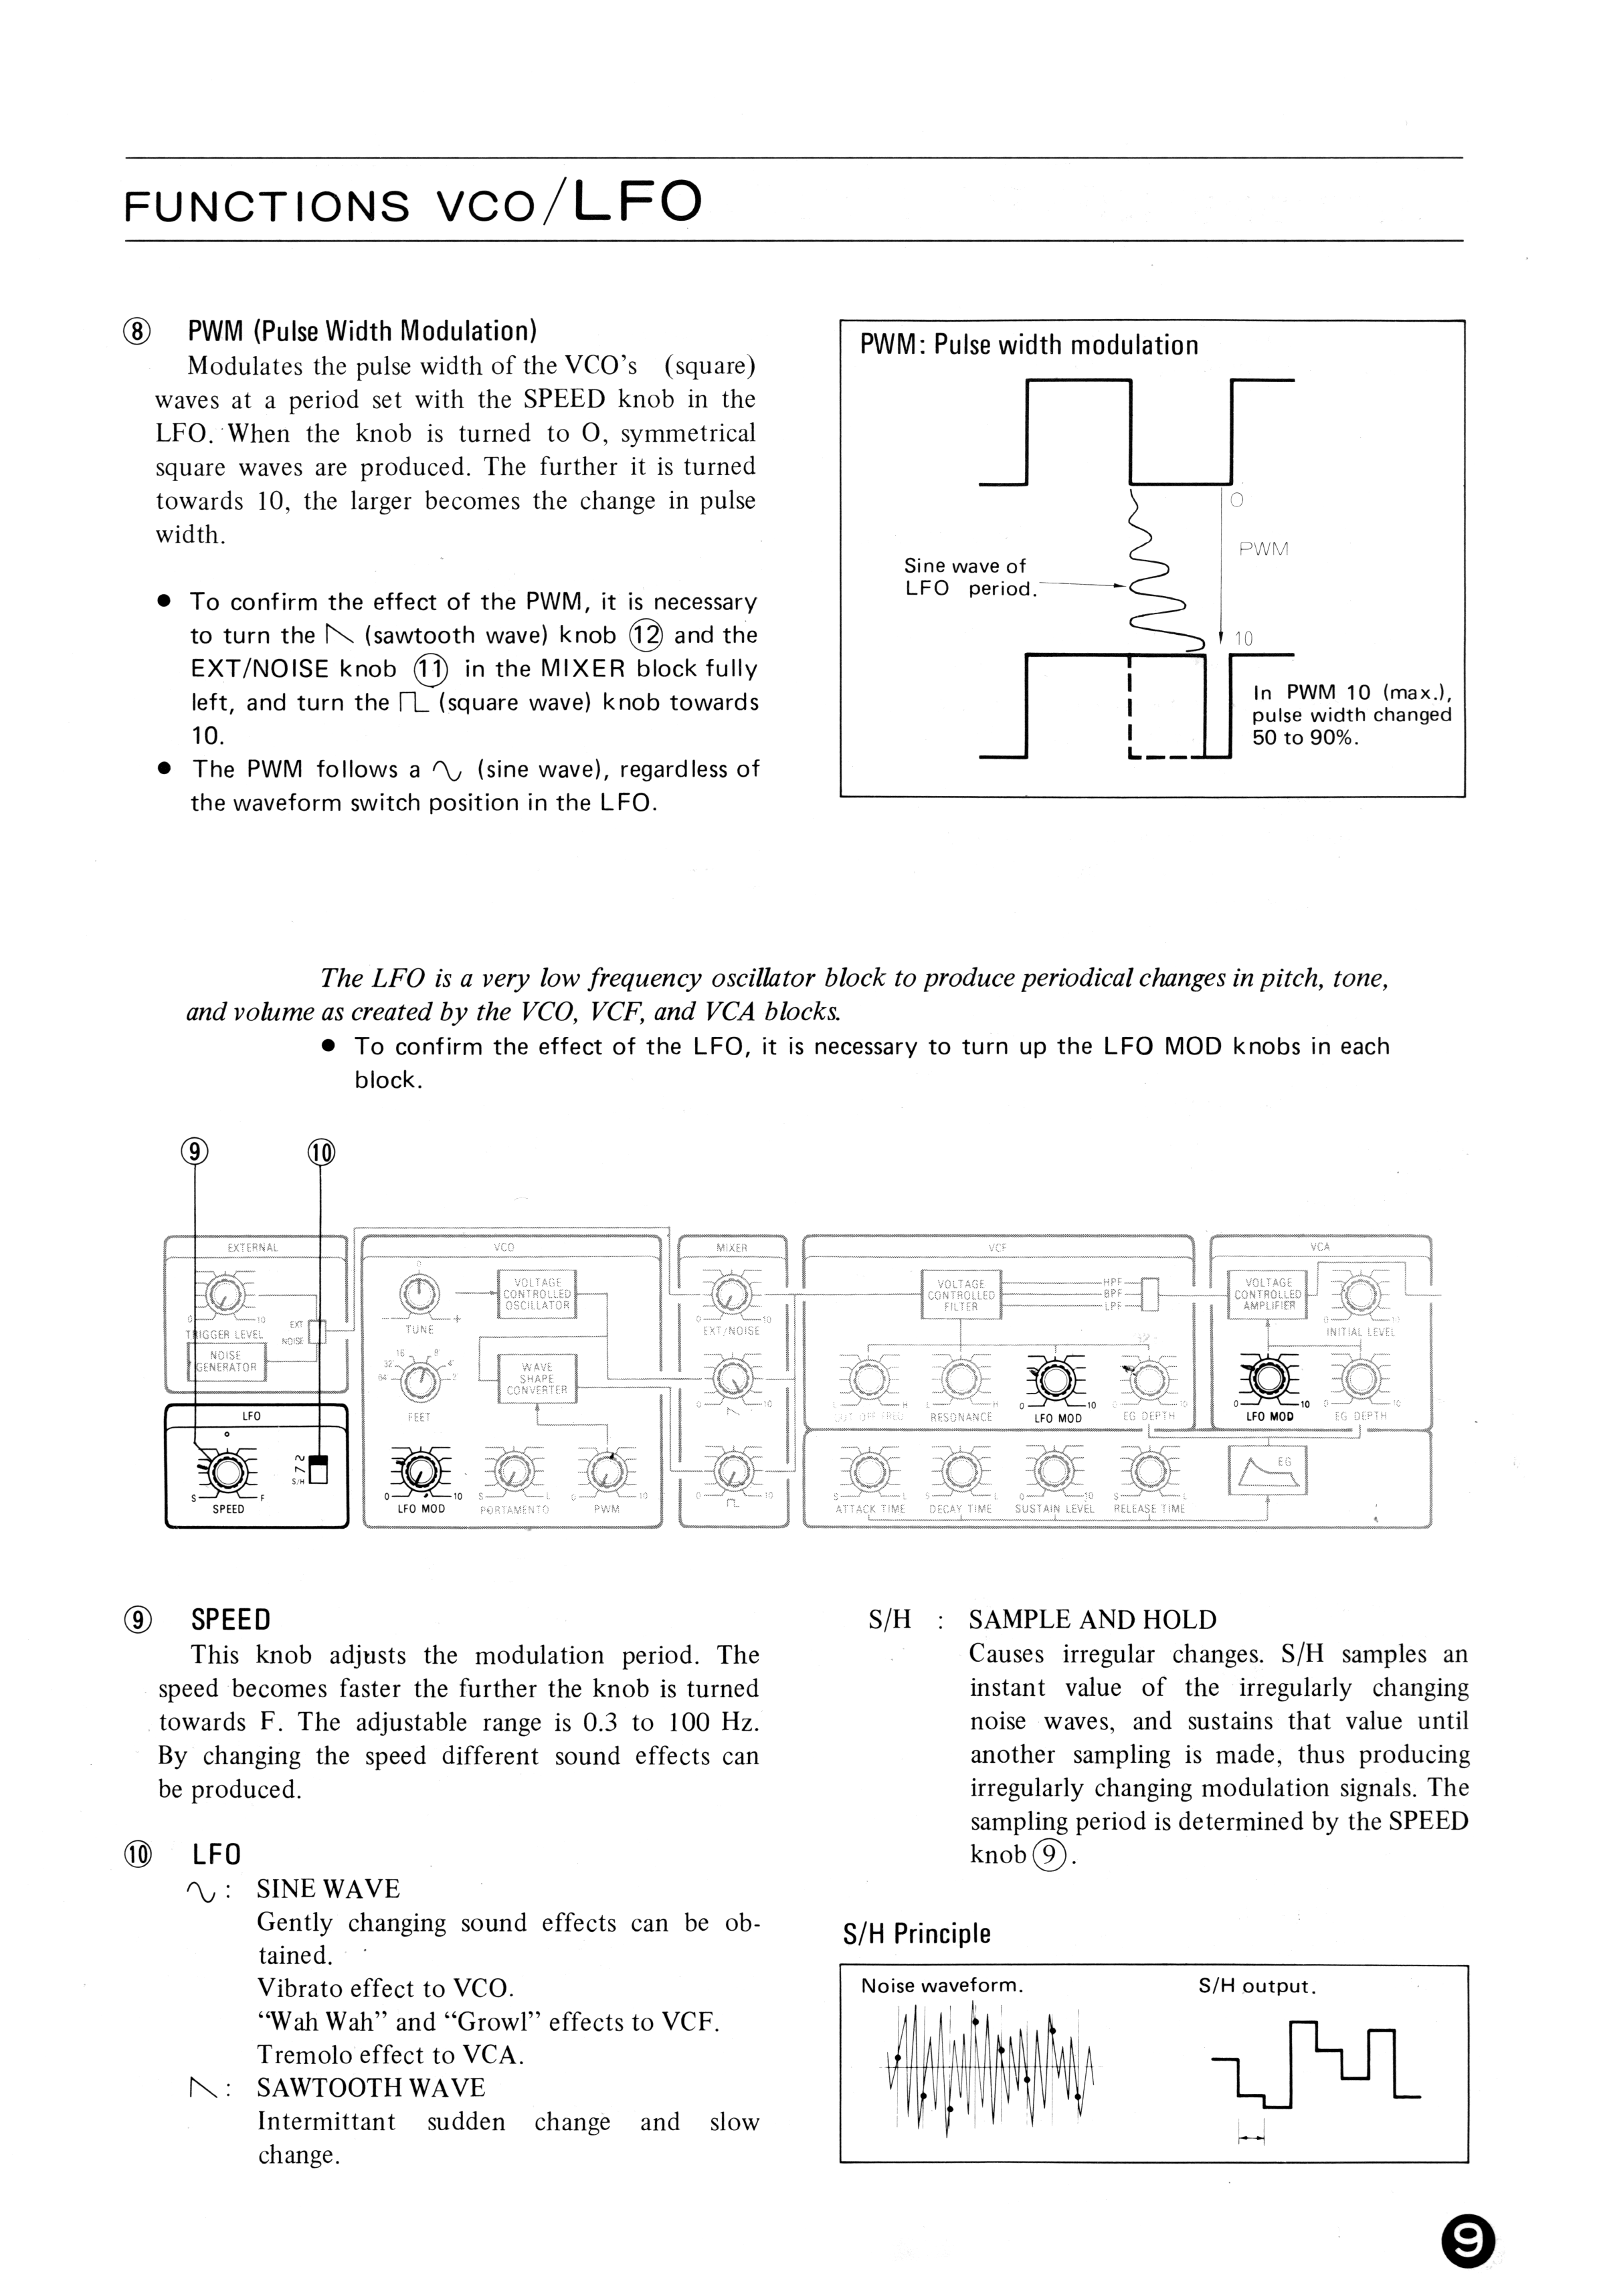 FUNCTIONS VCO/LFO
⑧ PWM (Pulse Width Modulation)
Modulates the pulse width of the VCO's (square)
waves at a period set with the SPEED knob in the
LFO. When the knob is turned to O, symmetrical
square waves are produced. The further it is turned
towards 10, the larger becomes the change in pulse
width.
● To confirm the effect of the PWM, it is necessary
to turn the (sawtooth wave) knob ⑫ and the
EXT/NOISE knob ⑪ in the MIXER block fully
left, and turn the (square wave) knob towards
10.
● The PWM follows a (sine wave), regardless of
the waveform switch position in the LFO.
PWM: Pulse width modulation
O
PWM
Sine wave of
LFO period.
10
In PWM 10 (max.),
pulse width changed
50 to 90%.
The LFO is a very low frequency oscillator block to produce periodical changes in pitch, tone,
and volume as created by the VCO, VCF, and VCA blocks.
● To confirm the effect of the LFO, it is necessary to turn up the LFO MOD knobs in each
block.
⑨ ⑩
EXTERNAL
0 10
TRIGGER LEVEL
EXT
NOISE
NOISE
GENERATOR
LFO
S/H
S F
SPEED
VCO
0
− +
TUNE
VOLTAGE
CONTROLLED
OSCILLATOR
64 32' 16 8' 4' 2'
FEET
WAVE
SHAPE
CONVERTER
0 10
LFO MOD
S L
PORTAMENTO
0 10
PWM
MIXER
0 10
EXT/NOISE
0 10
0 10
VCF
VOLTAGE
CONTROLLED
FILTER
HPF
BPF
LPF
L H
CUT OFF FREQ
L H
RESONANCE
0 10
LFO MOD
0 10
EG DEPTH
S L
ATTACK TIME
S L
DECAY TIME
0 10
SUSTAIN LEVEL
S L
RELEASE TIME
VCA
VOLTAGE
CONTROLLED
AMPLIFIER
0 10
INITIAL LEVEL
0 10
LFO MOD
0 10
EG DEPTH
EG
⑨ SPEED
This knob adjusts the modulation period. The
speed becomes faster the further the knob is turned
towards F. The adjustable range is 0.3 to 100 Hz.
By changing the speed different sound effects can
be produced.
⑩ LFO
: SINE WAVE
Gently changing sound effects can be ob-
tained.
Vibrato effect to VCO.
“Wah Wah” and “Growl” effects to VCF.
Tremolo effect to VCA.
: SAWTOOTH WAVE
Intermittant sudden change and slow
change.
S/H : SAMPLE AND HOLD
Causes irregular changes. S/H samples an
instant value of the irregularly changing
noise waves, and sustains that value until
another sampling is made, thus producing
irregularly changing modulation signals. The
sampling period is determined by the SPEED
knob ⑨.
S/H Principle
Noise waveform.
S/H output.
9